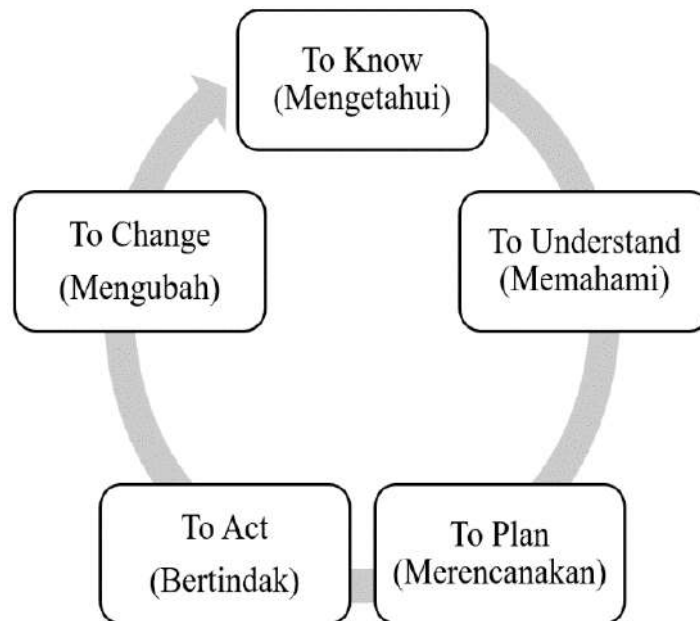 To Know
(Mengetahui)
To Understand
(Memahami)
To Plan
(Merencanakan)
To Act
(Bertindak)
To Change
(Mengubah)